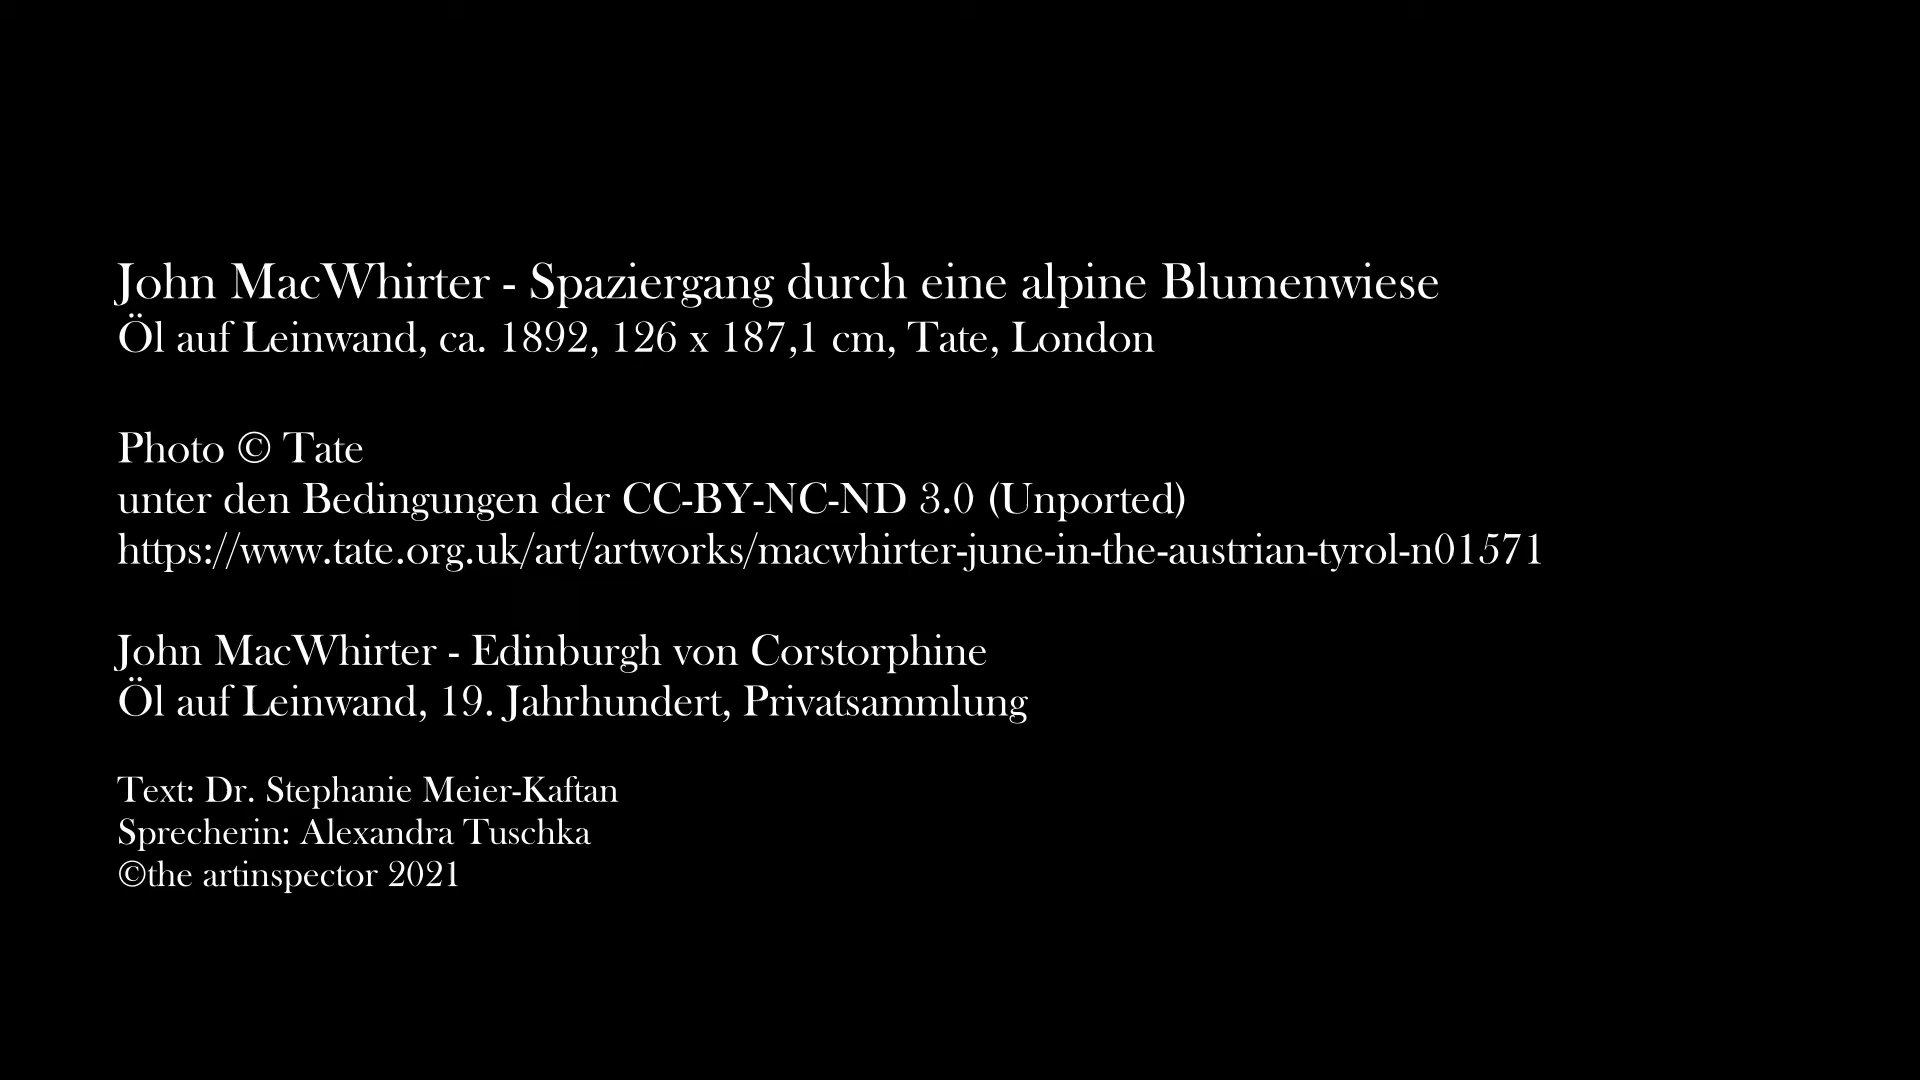 John MacWhirter - Spaziergang durch eine alpine Blumenwiese
Öl auf Leinwand, ca. 1892, 126 x 187,1 cm, Tate, London
Photo © Tate
unter den Bedingungen der CC-BY-NC-ND 3.0 (Unported)
https://www.tate.org.uk/art/artworks/macwhirter-june-in-the-austrian-tyrol-n01571
John MacWhirter - Edinburgh von Corstorphine
Öl auf Leinwand, 19. Jahrhundert, Privatsammlung
Text: Dr. Stephanie Meier-Kaftan
Sprecherin: Alexandra Tuschka
©the artinspector 2021